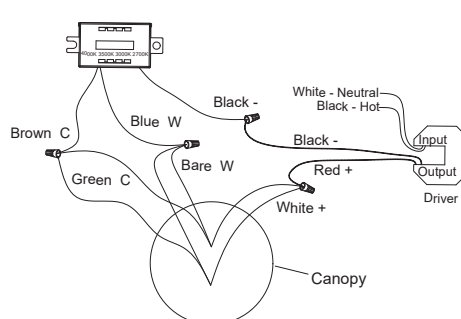 4000K 3500K 3000K 2700K
White - Neutral
Black - Hot
Black -
Brown C
Blue W
Black -
Input
Bare W
Red +
Output
Green C
White +
Driver
Canopy